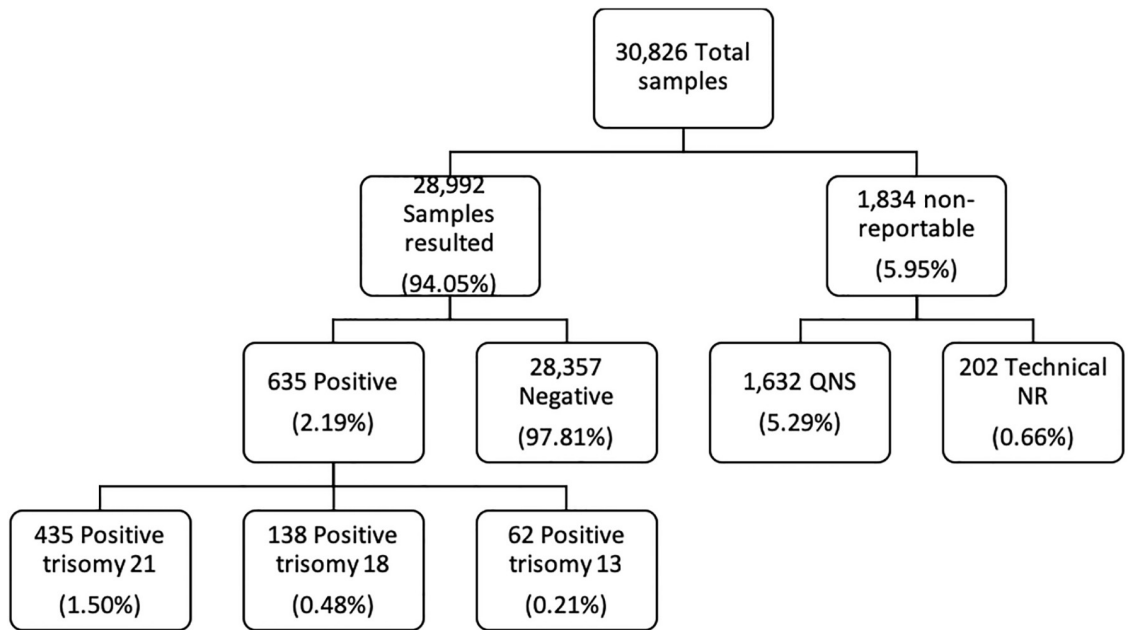 30,826 Total
samples
28,992
Samples
resulted
(94.05%)
1,834 non-
reportable
(5.95%)
635 Positive
(2.19%)
28,357
Negative
(97.81%)
1,632 QNS
(5.29%)
202 Technical
NR
(0.66%)
435 Positive
trisomy 21
(1.50%)
138 Positive
trisomy 18
(0.48%)
62 Positive
trisomy 13
(0.21%)